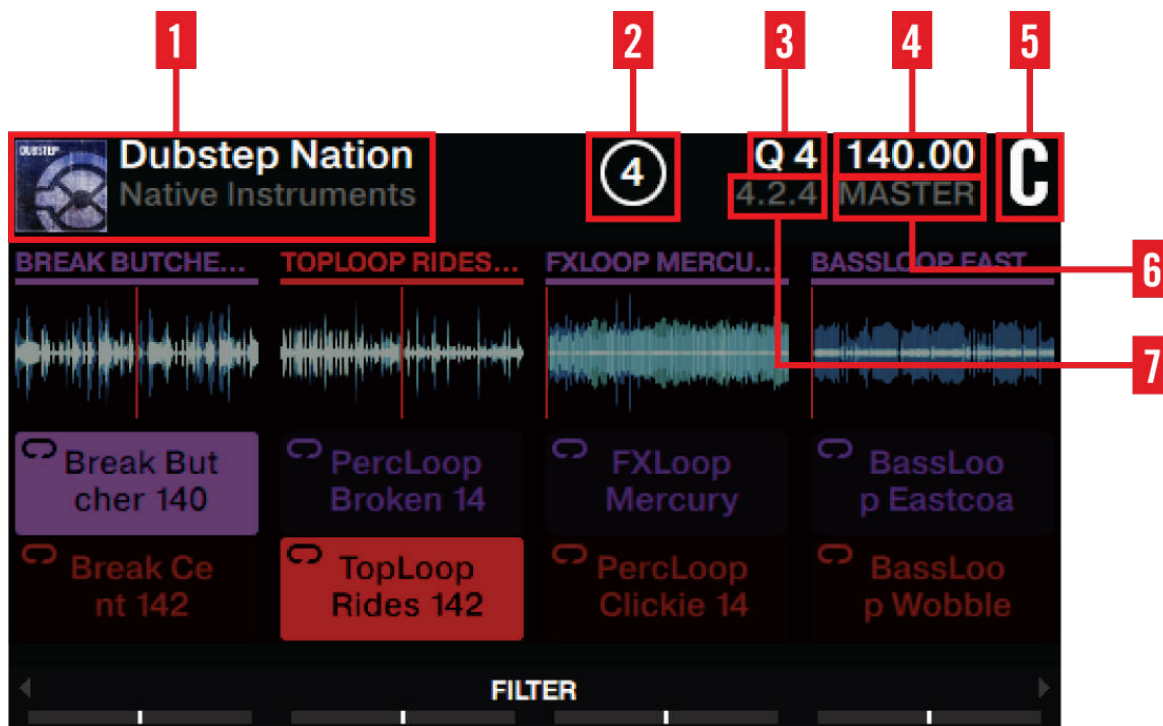 1
2
3
4
5
DUBSTEP
Dubstep Nation
Native Instruments
4
Q 4
140.00
C
4.2.4
MASTER
6
BREAK BUTCHE...
TOPLOOP RIDES...
FXLOOP MERCU...
BASSLOOP EAST
7
Break But
cher 140
PercLoop
Broken 14
FXLoop
Mercury
BassLoo
p Eastcoa
Break Ce
nt 142
TopLoop
Rides 142
PercLoop
Clickie 14
BassLoo
p Wobble
FILTER